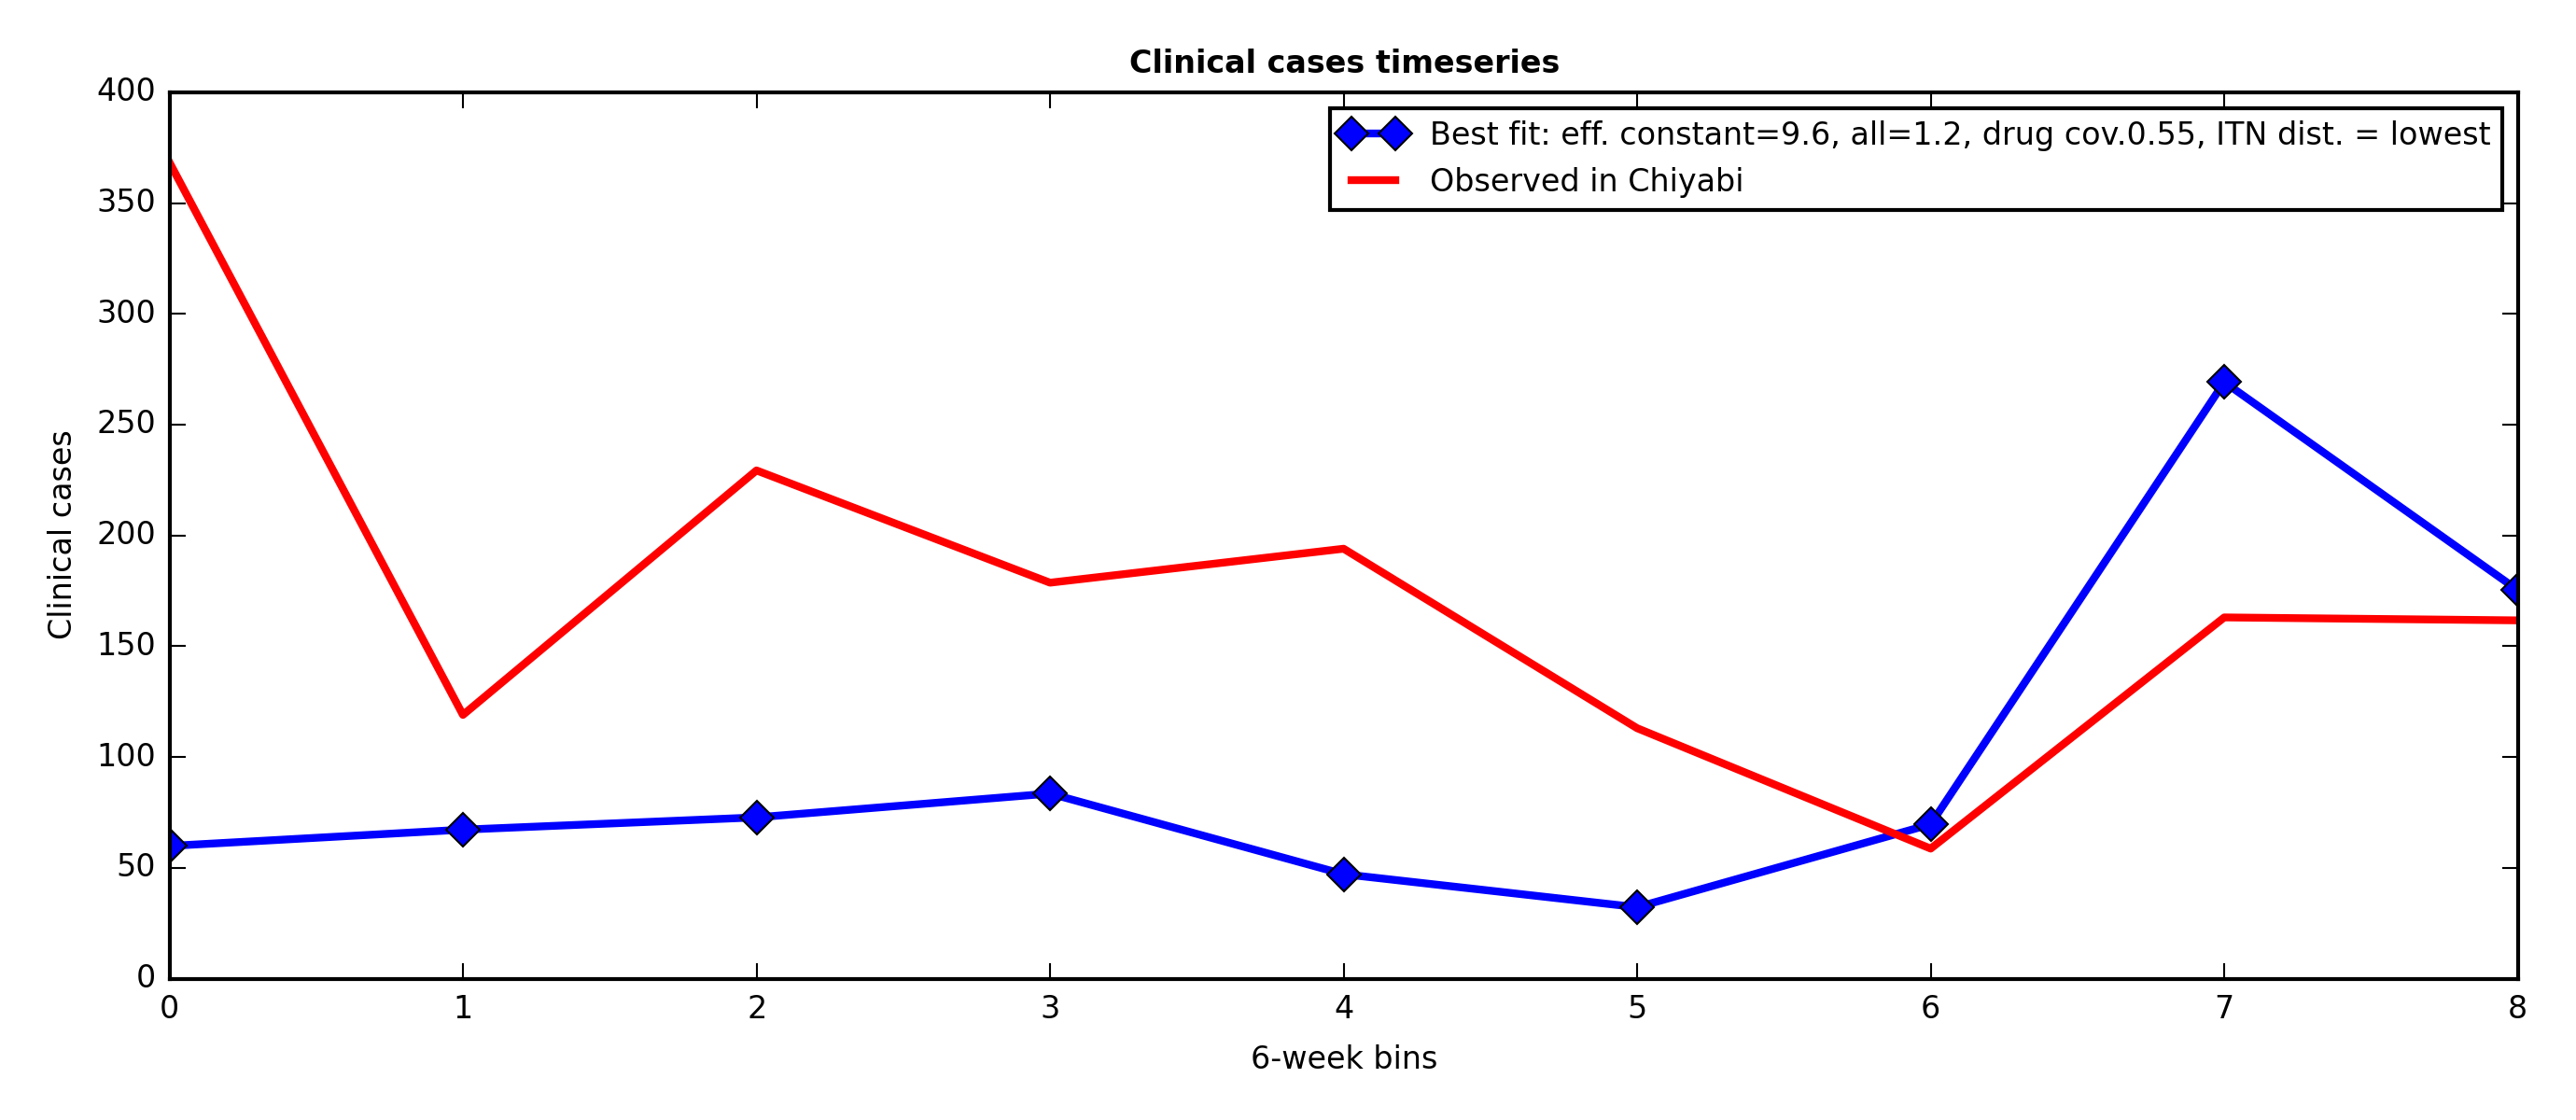 Clinical cases timeseries
400
350
300
250
200
150
100
50
0
Clinical cases
Best fit: eff. constant=9.6, all=1.2, drug cov.0.55, ITN dist. = lowest
Observed in Chiyabi
0 1 2 3 4 5 6 7 8
6-week bins